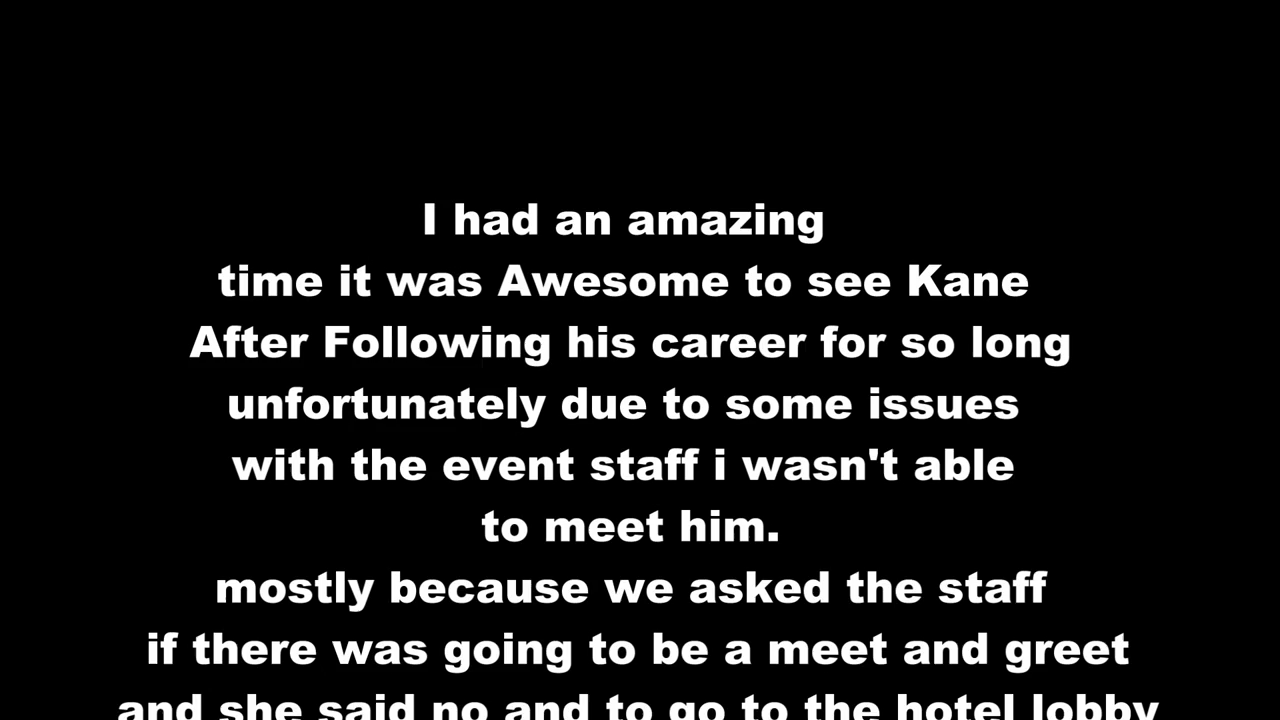 I had an amazing
time it was Awesome to see Kane
After Following his career for so long
unfortunately due to some issues
with the event staff i wasn't able
to meet him.
mostly because we asked the staff
if there was going to be a meet and greet
and she said no and to go to the hotel lobby